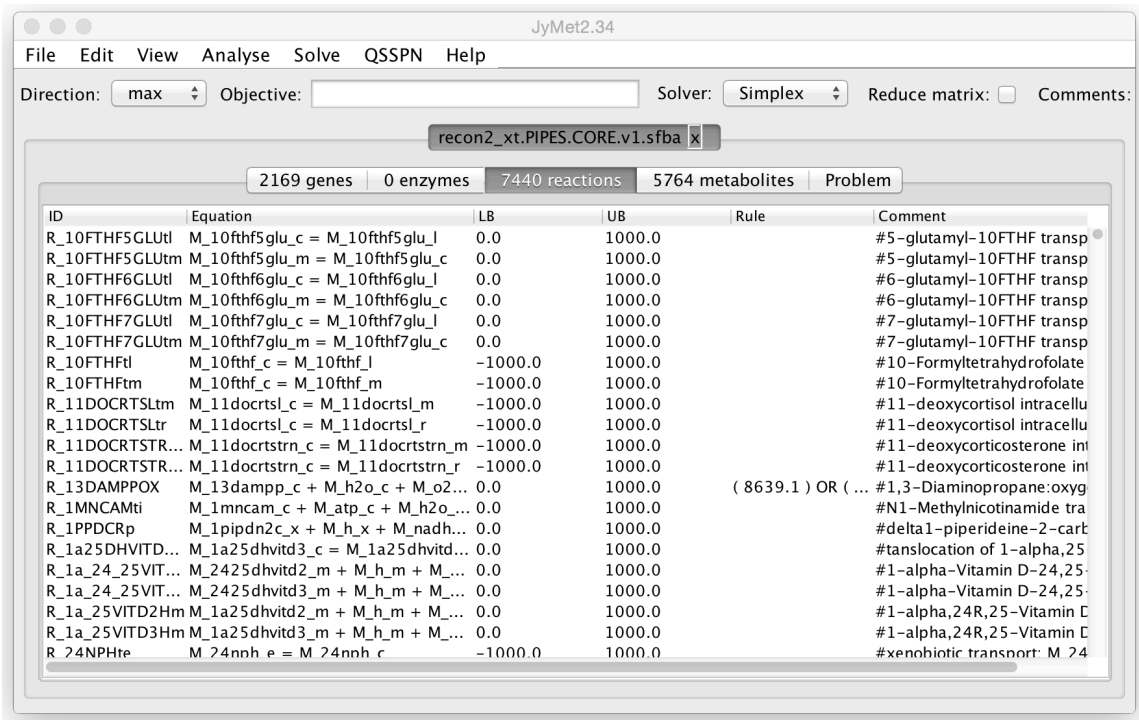 JyMet2.34
File Edit View Analyse Solve QSSPN Help
Direction: max Objective: Solver: Simplex Reduce matrix: Comments:
recon2_xt.PIPES.CORE.v1.sfba x
2169 genes 0 enzymes 7440 reactions 5764 metabolites Problem
ID Equation LB UB Rule Comment
R_10FTHF5GLUtl M_10fthf5glu_c = M_10fthf5glu_l 0.0 1000.0 #5-glutamyl-10FTHF transp
R_10FTHF5GLUtm M_10fthf5glu_m = M_10fthf5glu_c 0.0 1000.0 #5-glutamyl-10FTHF transp
R_10FTHF6GLUtl M_10fthf6glu_c = M_10fthf6glu_l 0.0 1000.0 #6-glutamyl-10FTHF transp
R_10FTHF6GLUtm M_10fthf6glu_m = M_10fthf6glu_c 0.0 1000.0 #6-glutamyl-10FTHF transp
R_10FTHF7GLUtl M_10fthf7glu_c = M_10fthf7glu_l 0.0 1000.0 #7-glutamyl-10FTHF transp
R_10FTHF7GLUtm M_10fthf7glu_m = M_10fthf7glu_c 0.0 1000.0 #7-glutamyl-10FTHF transp
R_10FTHFtl M_10fthf_c = M_10fthf_l -1000.0 1000.0 #10-Formyltetrahydrofolate
R_10FTHFtm M_10fthf_c = M_10fthf_m -1000.0 1000.0 #10-Formyltetrahydrofolate
R_11DOCRTSLtm M_11docrtsl_c = M_11docrtsl_m -1000.0 1000.0 #11-deoxycortisol intracellu
R_11DOCRTSLtr M_11docrtsl_c = M_11docrtsl_r -1000.0 1000.0 #11-deoxycortisol intracellu
R_11DOCRTSTR... M_11docrtstrn_c = M_11docrtstrn_m -1000.0 1000.0 #11-deoxycorticosterone int
R_11DOCRTSTR... M_11docrtstrn_c = M_11docrtstrn_r -1000.0 1000.0 #11-deoxycorticosterone int
R_13DAMPPOX M_13dampp_c + M_h2o_c + M_o2... 0.0 1000.0 ( 8639.1 ) OR ( ... #1,3-Diaminopropane:oxyg
R_1MNCAMti M_1mncam_c + M_atp_c + M_h2o_... 0.0 1000.0 #N1-Methylnicotinamide tra
R_1PPDCRp M_1pipdn2c_x + M_h_x + M_nadh... 0.0 1000.0 #delta1-piperideine-2-carb
R_1a25DHVITD... M_1a25dhvitd3_c = M_1a25dhvitd... 0.0 1000.0 #tanslocation of 1-alpha,25
R_1a_24_25VIT... M_2425dhvitd2_m + M_h_m + M_... 0.0 1000.0 #1-alpha-Vitamin D-24,25-
R_1a_24_25VIT... M_2425dhvitd3_m + M_h_m + M_... 0.0 1000.0 #1-alpha-Vitamin D-24,25-
R_1a_25VITD2Hm M_1a25dhvitd2_m + M_h_m + M_... 0.0 1000.0 #1-alpha,24R,25-Vitamin D
R_1a_25VITD3Hm M_1a25dhvitd3_m + M_h_m + M_... 0.0 1000.0 #1-alpha,24R,25-Vitamin D
R_24NPHte M_24nph_e = M_24nph_c -1000.0 1000.0 #xenobiotic transport: M_24